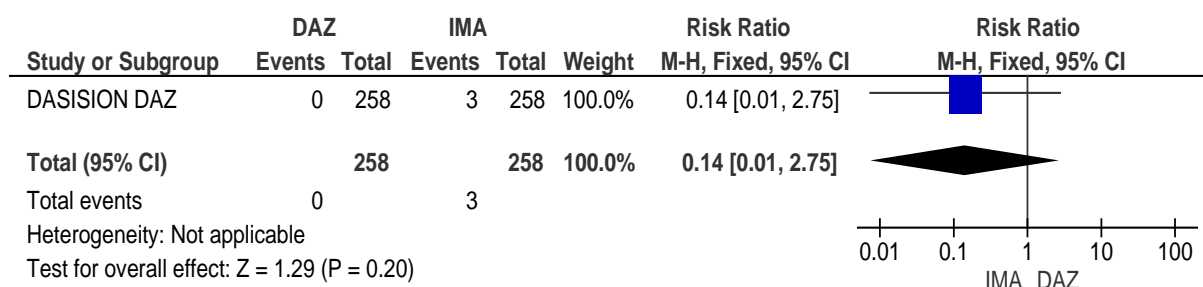 DAZ IMA Risk Ratio Risk Ratio
Study or Subgroup Events Total Events Total Weight M-H, Fixed, 95% CI M-H, Fixed, 95% CI
DASISION DAZ 0 258 3 258 100.0% 0.14 [0.01, 2.75]
Total (95% CI) 258 258 100.0% 0.14 [0.01, 2.75]
Total events 0 3
Heterogeneity: Not applicable
Test for overall effect: Z = 1.29 (P = 0.20)
0.01 0.1 1 10 100
IMA DAZ